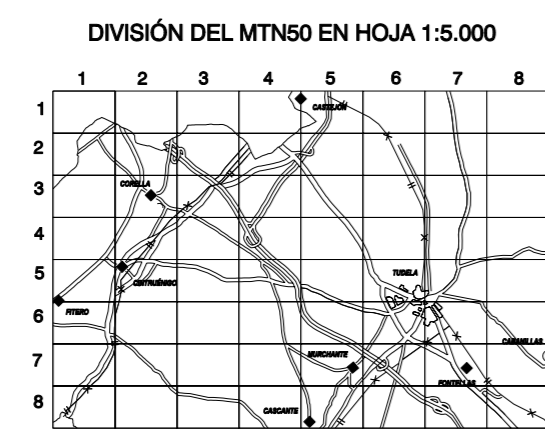 DIVISIÓN DEL MTN50 EN HOJA 1:5.000
1 2 3 4 5 6 7 8
1
CASTEJÓN
2
3
CORELLA
4
5
TUDELA
CINTRUÉNIGO
6
FITERO
CABANILLAS
7
MURCHANTE
FONTELLAS
8
CASCANTE